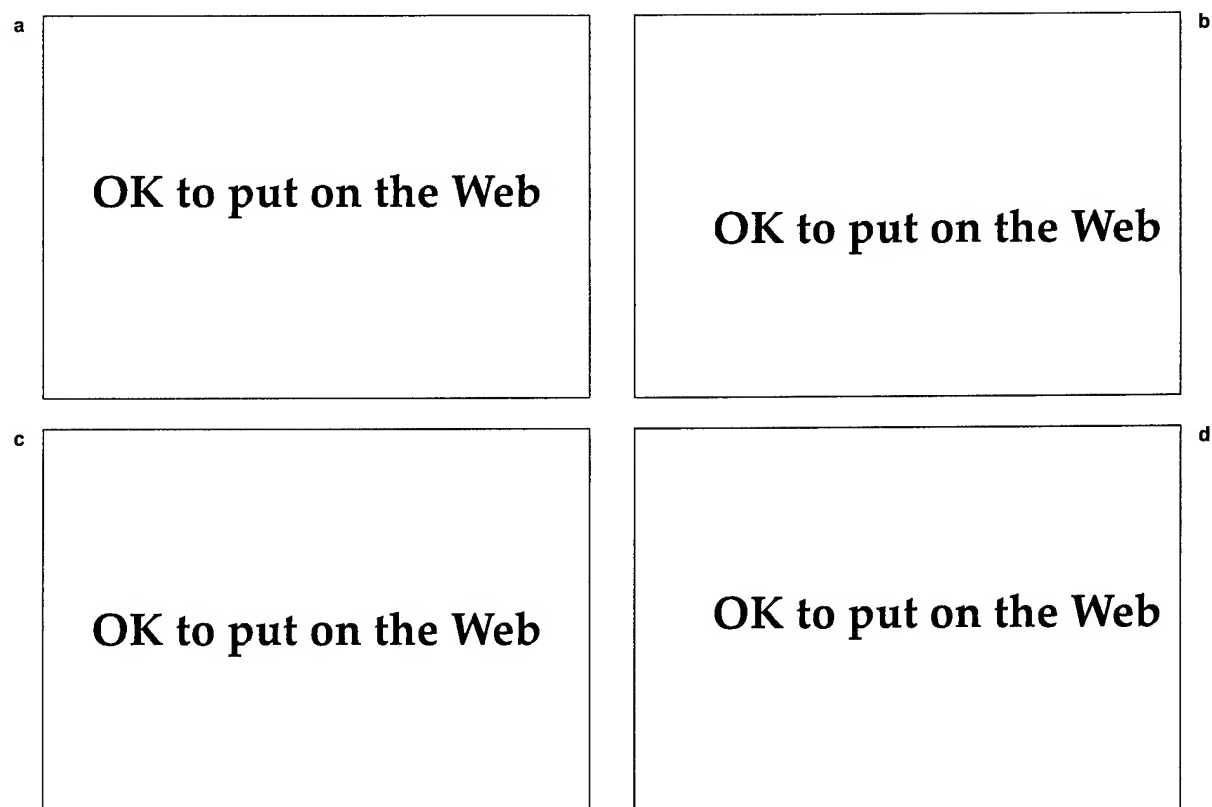 a
OK to put on the Web
b
OK to put on the Web
c
OK to put on the Web
d
OK to put on the Web